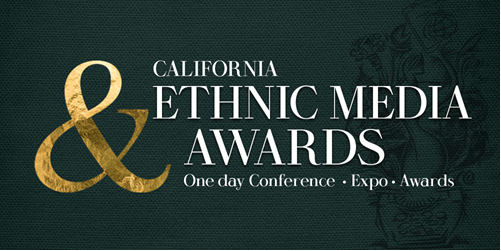 &
CALIFORNIA
ETHNIC MEDIA
AWARDS
One day Conference • Expo • Awards